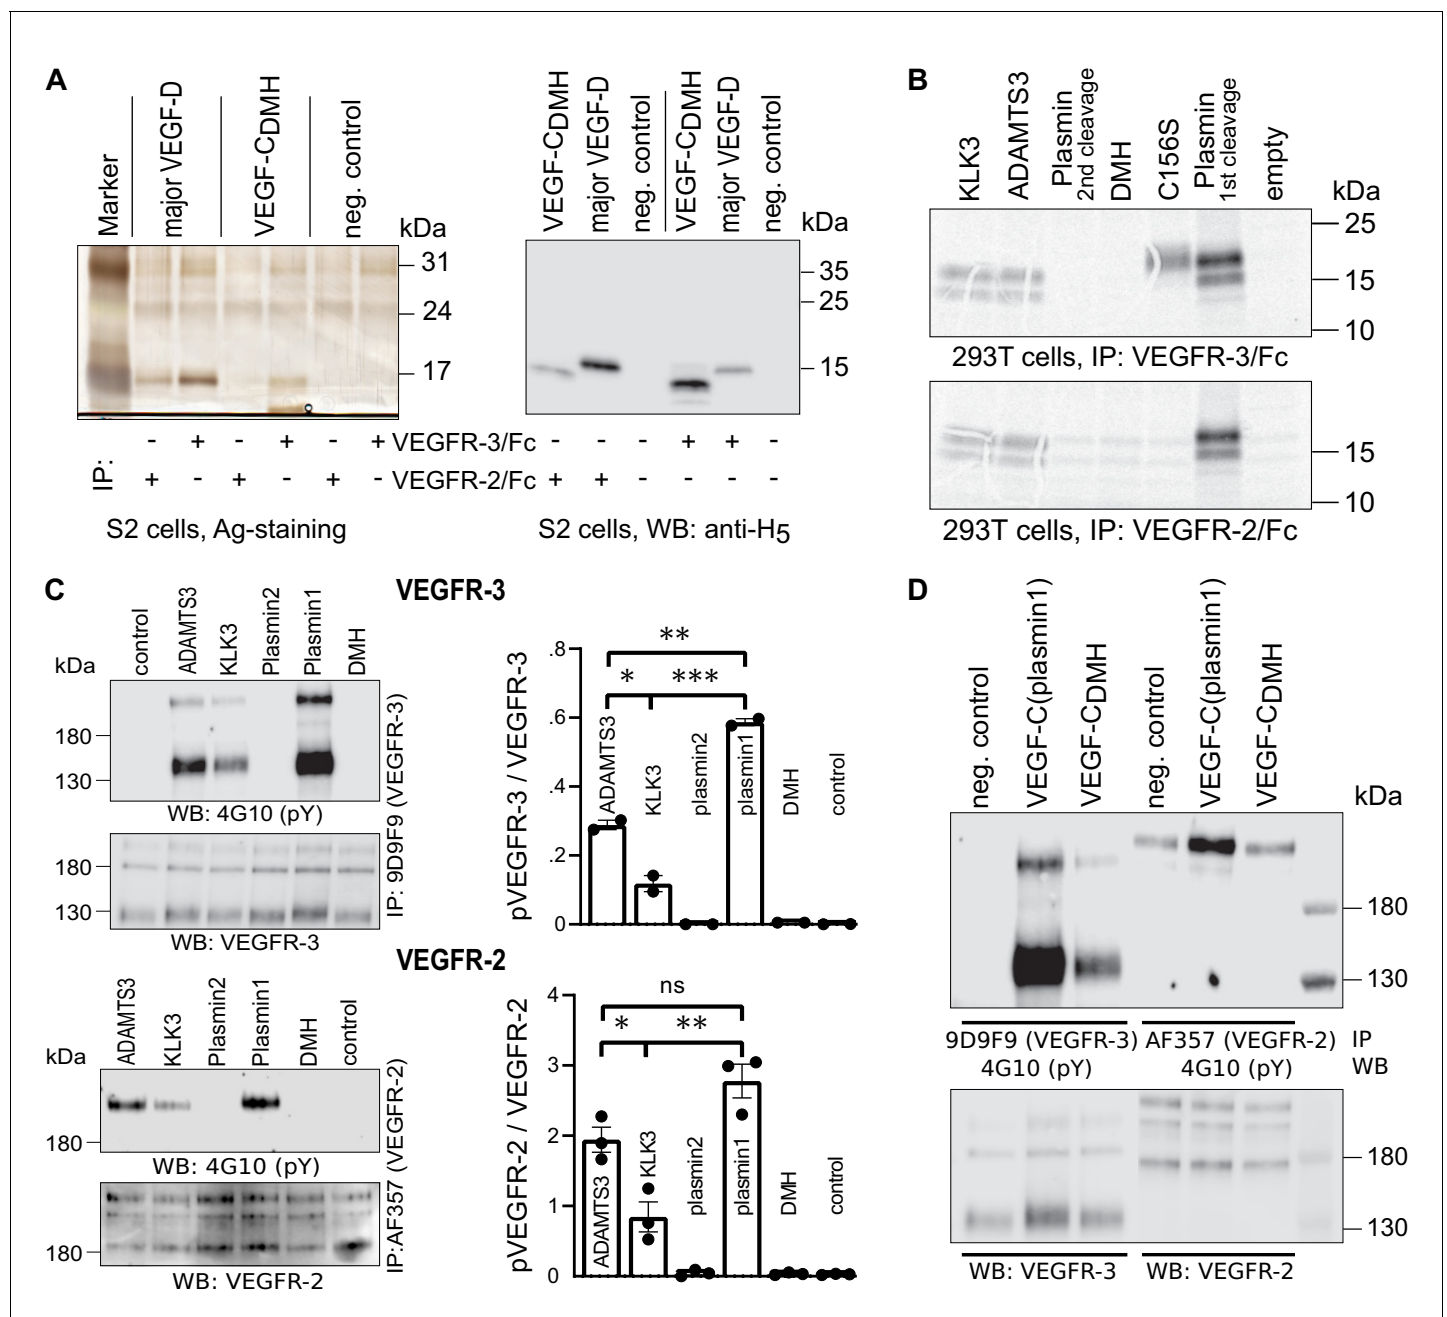 A
Marker
major VEGF-D
VEGF-CDMH
neg. control
kDa
31
24
17
IP:
- + - + - + VEGFR-3/Fc
+ - + - + - VEGFR-2/Fc
S2 cells, Ag-staining
VEGF-CDMH
major VEGF-D
neg. control
VEGF-CDMH
major VEGF-D
neg. control
35
25
15
- - - + + -
+ + - - - -
S2 cells, WB: anti-H5
B
KLK3
ADAMTS3
Plasmin
2nd cleavage
DMH
C156S
Plasmin
1st cleavage
empty
kDa
25
15
10
293T cells, IP: VEGFR-3/Fc
15
10
293T cells, IP: VEGFR-2/Fc
C
VEGFR-3
control
ADAMTS3
KLK3
Plasmin2
Plasmin1
DMH
kDa
180
130
WB: 4G10 (pY)
180
130
WB: VEGFR-3
IP: 9D9F9 (VEGFR-3)
pVEGFR-3 / VEGFR-3
.8
.6
.4
.2
0
**
*
***
ADAMTS3
KLK3
plasmin2
plasmin1
DMH
control
VEGFR-2
ADAMTS3
KLK3
Plasmin2
Plasmin1
DMH
control
kDa
180
WB: 4G10 (pY)
180
WB: VEGFR-2
IP:AF357 (VEGFR-2)
pVEGFR-2 / VEGFR-2
4
3
2
1
0
ns
*
**
ADAMTS3
KLK3
plasmin2
plasmin1
DMH
control
D
neg. control
VEGF-C(plasmin1)
VEGF-CDMH
neg. control
VEGF-C(plasmin1)
VEGF-CDMH
kDa
180
130
9D9F9 (VEGFR-3) AF357 (VEGFR-2) IP
4G10 (pY) 4G10 (pY) WB
180
130
WB: VEGFR-3 WB: VEGFR-2